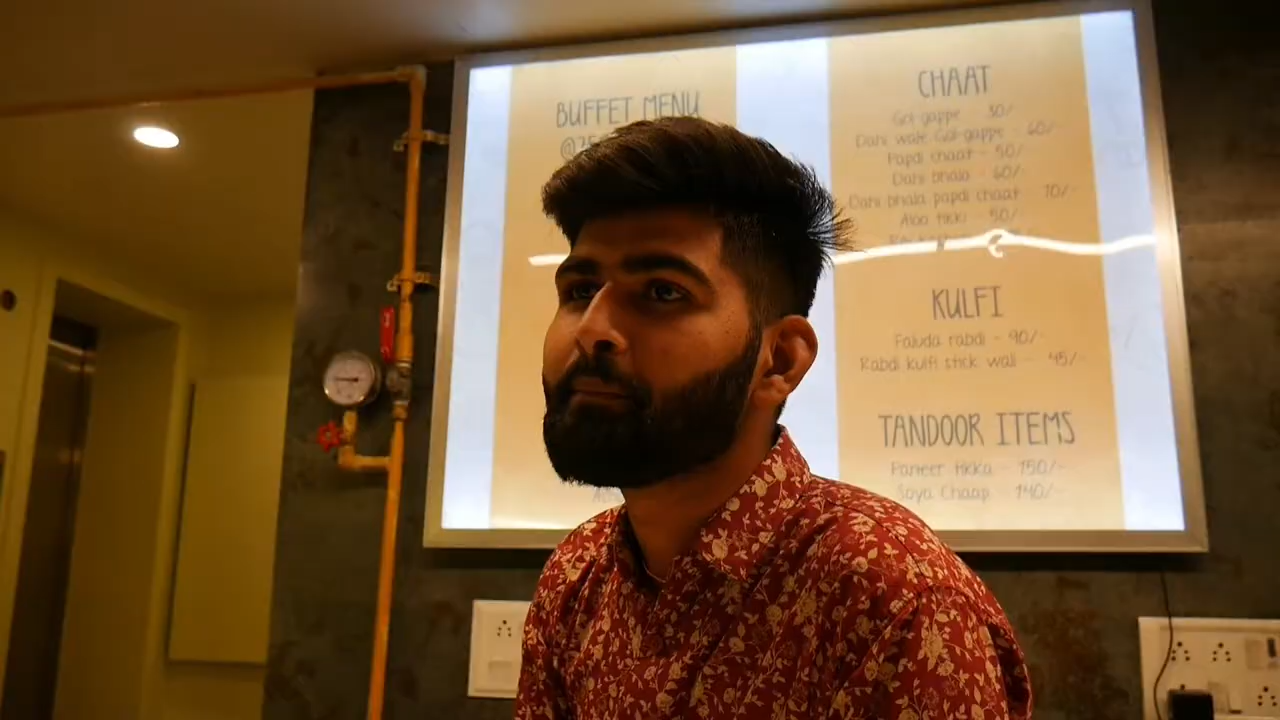 BUFFET MENU
CHAAT
Gol gappe - 30/-
Dahi wale Gol-gappe - 60/-
Papdi chaat - 50/-
Dahi bhala - 60/-
Dahi bhala papdi chaat - 70/-
Aloo tikki - 50/-
KULFI
Faluda rabdi - 90/-
Rabdi kulfi stick wali - 45/-
TANDOOR ITEMS
Paneer tikka - 150/-
Soya Chaap - 140/-